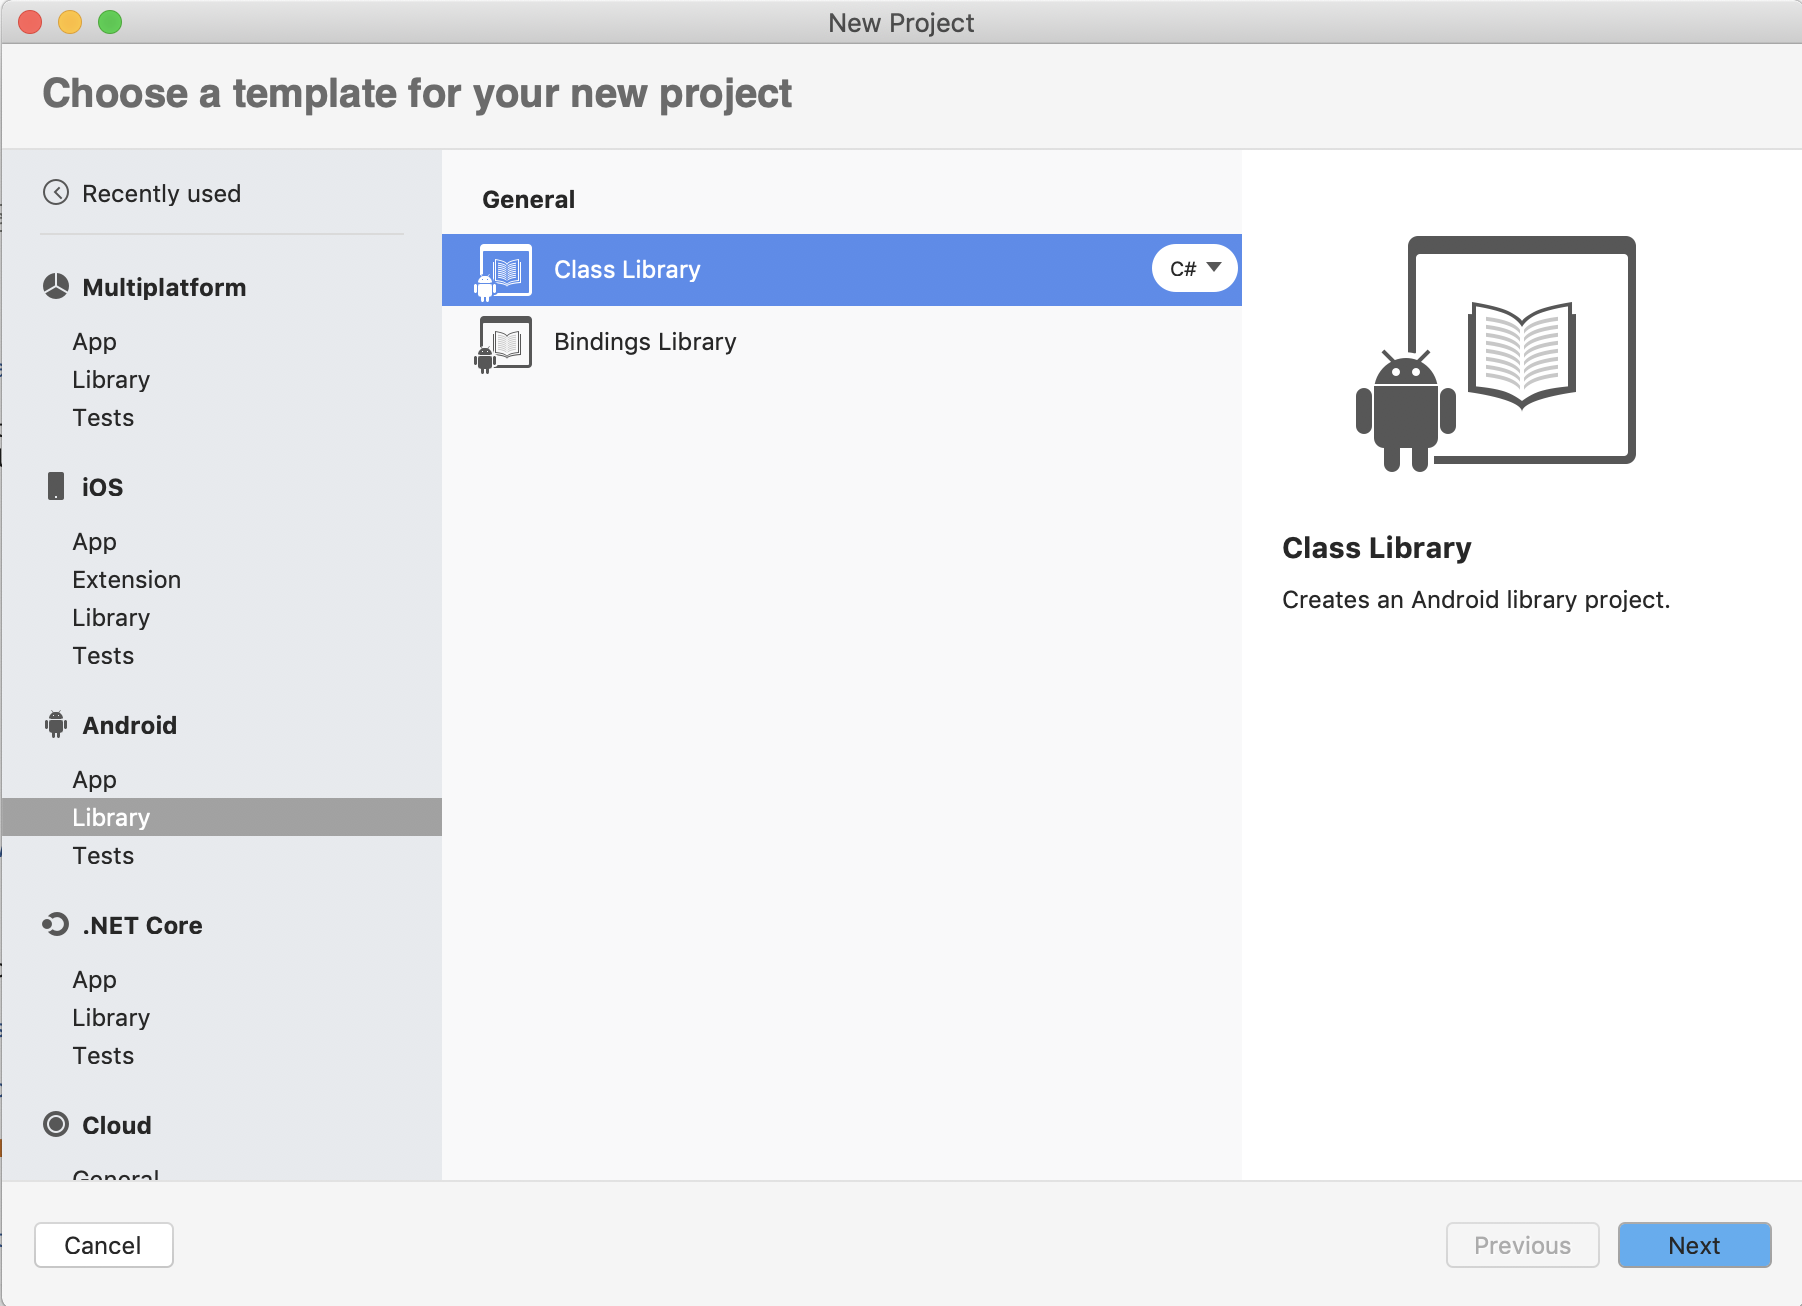 New Project
Choose a template for your new project
Recently used
Multiplatform
App
Library
Tests
iOS
App
Extension
Library
Tests
Android
App
Library
Tests
.NET Core
App
Library
Tests
Cloud
General
General
Class Library
C#
Bindings Library
Class Library
Creates an Android library project.
Cancel
Previous
Next